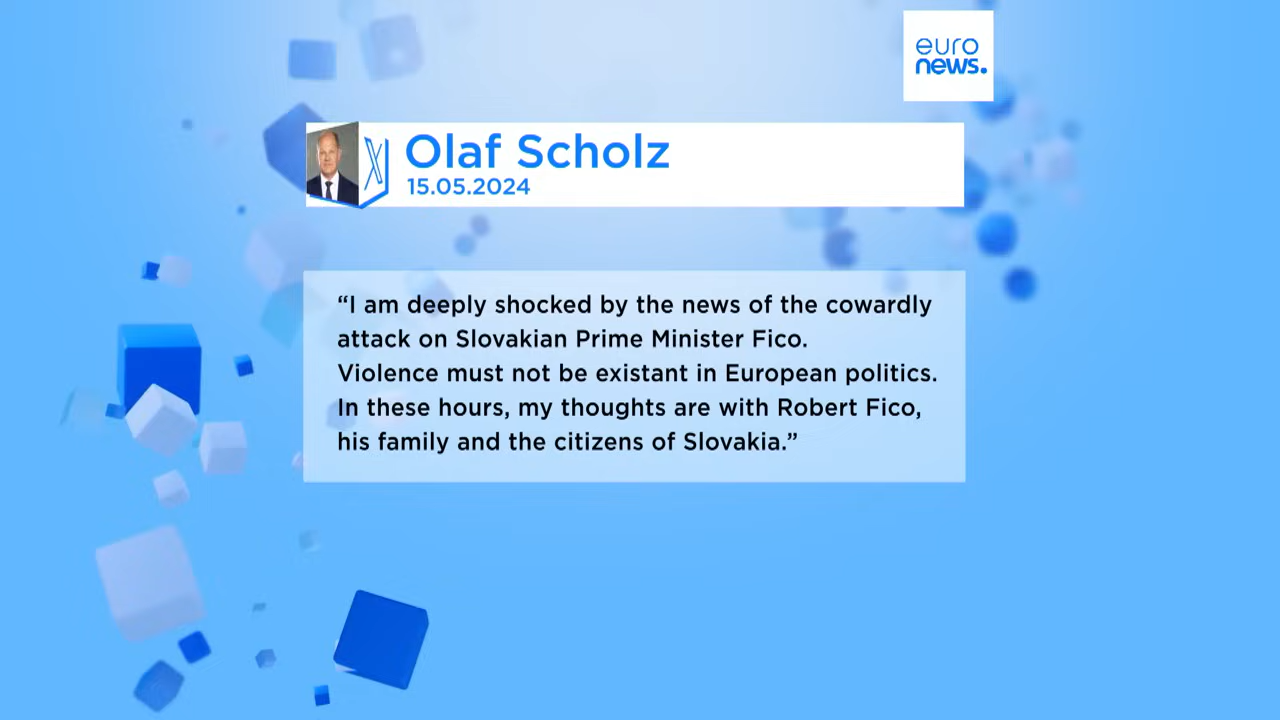 euro
news.
Olaf Scholz
15.05.2024
“I am deeply shocked by the news of the cowardly
attack on Slovakian Prime Minister Fico.
Violence must not be existant in European politics.
In these hours, my thoughts are with Robert Fico,
his family and the citizens of Slovakia.”